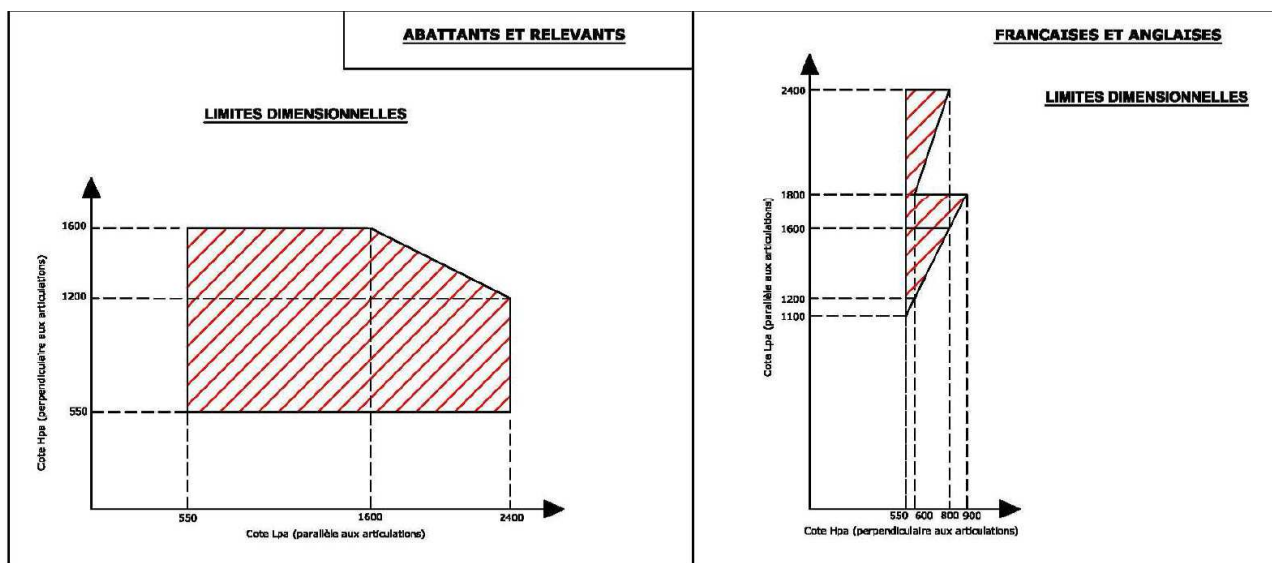 ABATTANTS ET RELEVANTS
LIMITES DIMENSIONNELLES
1600
1200
550
Cote Hpa (perpendiculaire aux articulations)
550
1600
2400
Cote Lpa (parallèle aux articulations)
FRANCAISES ET ANGLAISES
LIMITES DIMENSIONNELLES
2400
1800
1600
1200
1100
Cote Lpa (parallèle aux articulations)
550
600
800
900
Cote Hpa (perpendiculaire aux articulations)